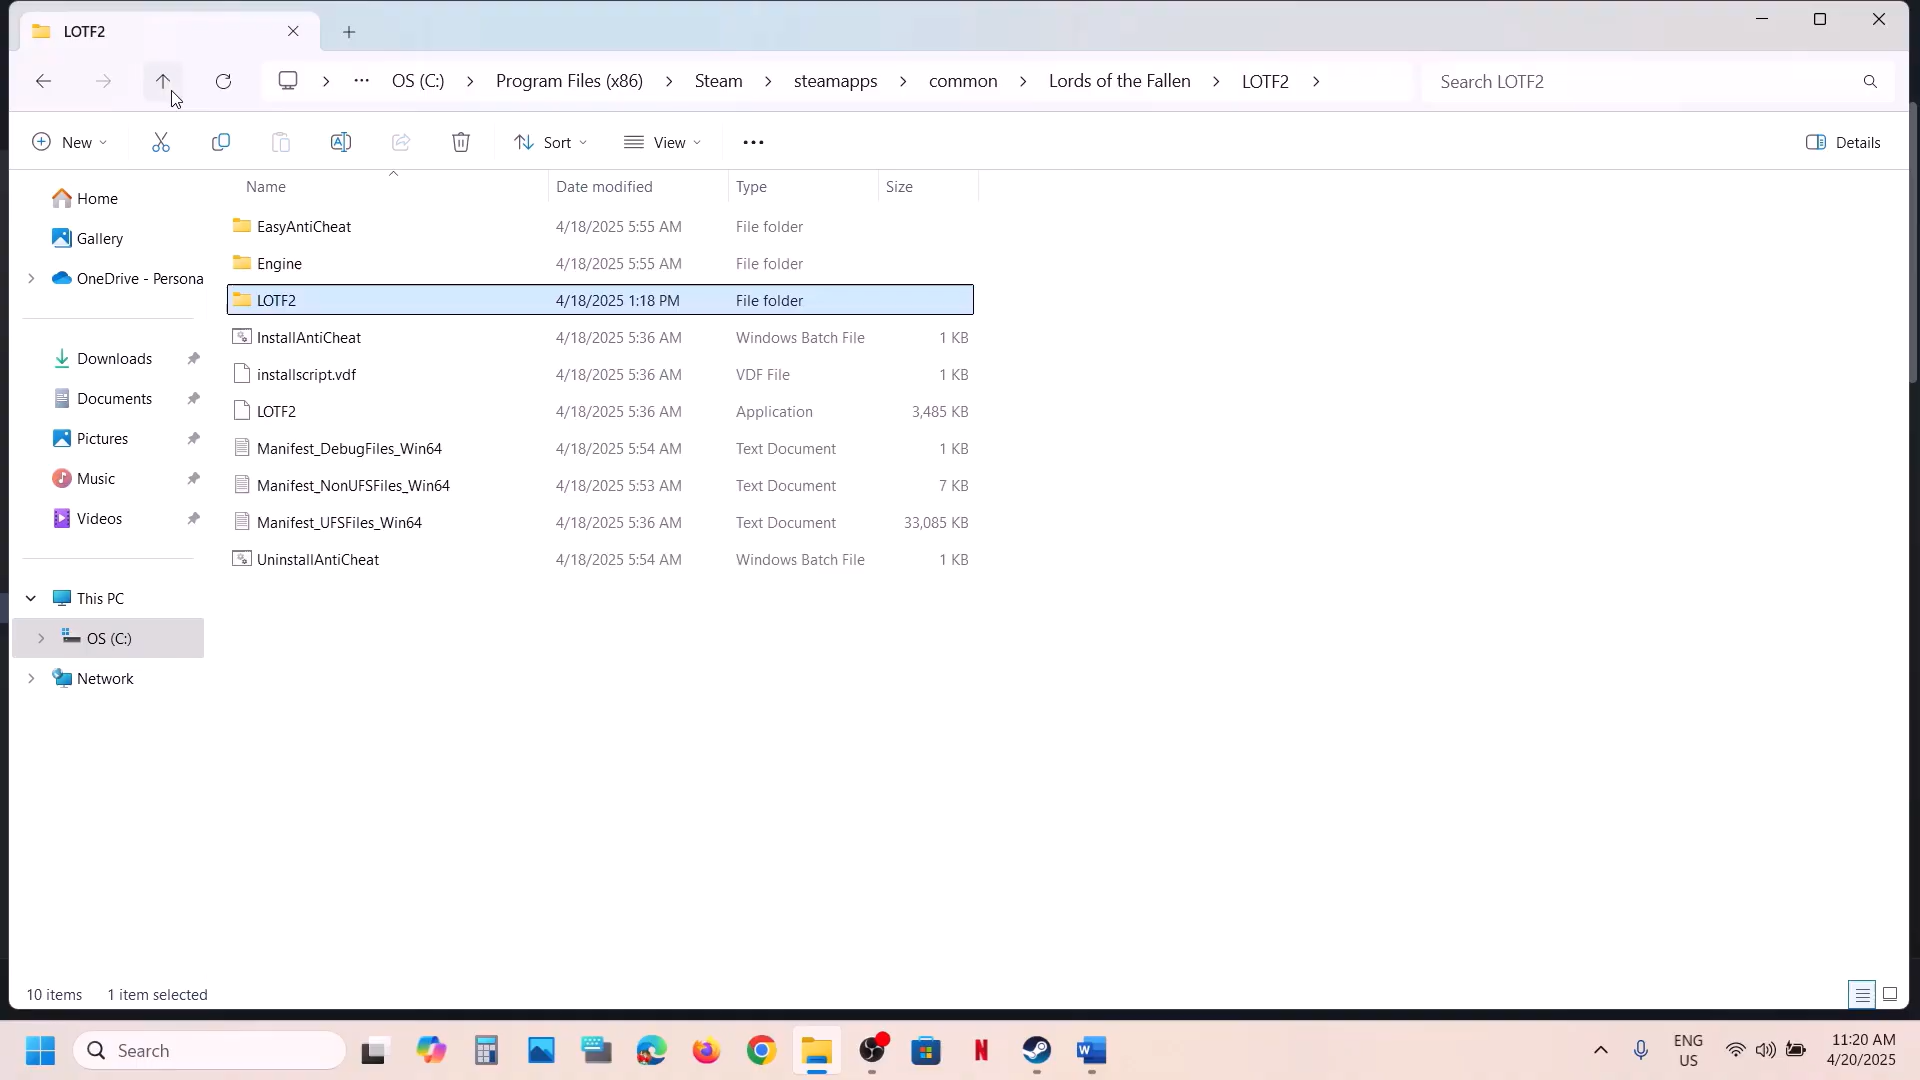 LOTF2
OS (C:) Program Files (x86) Steam steamapps common Lords of the Fallen LOTF2 Search LOTF2
New Sort View Details
Name Date modified Type Size
Home
Gallery
OneDrive - Persona
Downloads
Documents
Pictures
Music
Videos
This PC
OS (C:)
Network
EasyAntiCheat 4/18/2025 5:55 AM File folder
Engine 4/18/2025 5:55 AM File folder
LOTF2 4/18/2025 1:18 PM File folder
InstallAntiCheat 4/18/2025 5:36 AM Windows Batch File 1 KB
installscript.vdf 4/18/2025 5:36 AM VDF File 1 KB
LOTF2 4/18/2025 5:36 AM Application 3,485 KB
Manifest_DebugFiles_Win64 4/18/2025 5:54 AM Text Document 1 KB
Manifest_NonUFSFiles_Win64 4/18/2025 5:53 AM Text Document 7 KB
Manifest_UFSFiles_Win64 4/18/2025 5:36 AM Text Document 33,085 KB
UninstallAntiCheat 4/18/2025 5:54 AM Windows Batch File 1 KB
10 items 1 item selected
Search
ENG
US
11:20 AM
4/20/2025